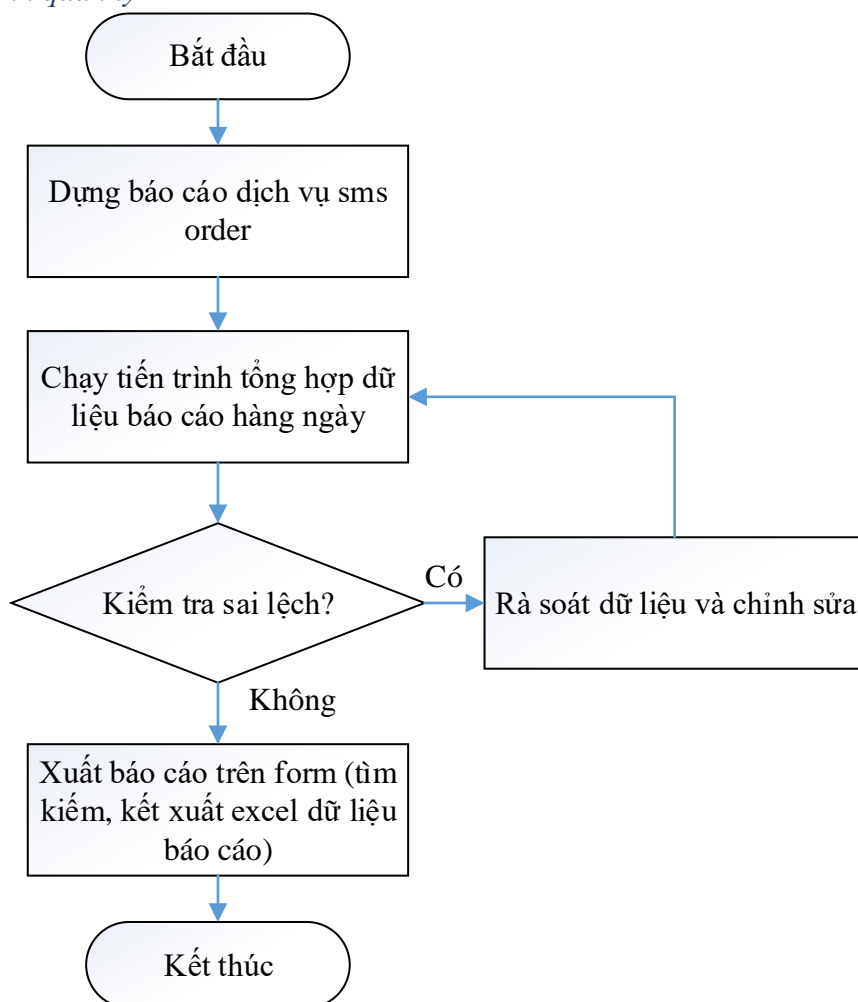 Bắt đầu
Dựng báo cáo dịch vụ sms
order
Chạy tiến trình tổng hợp dữ
liệu báo cáo hàng ngày
Kiểm tra sai lệch?
Có
Rà soát dữ liệu và chỉnh sửa
Không
Xuất báo cáo trên form (tìm
kiếm, kết xuất excel dữ liệu
báo cáo)
Kết thúc